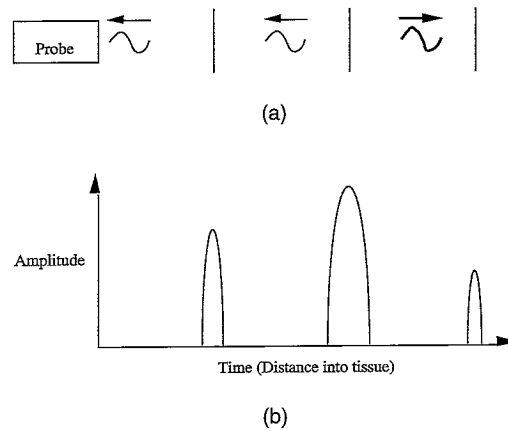 Probe
(a)
Amplitude
Time (Distance into tissue)
(b)